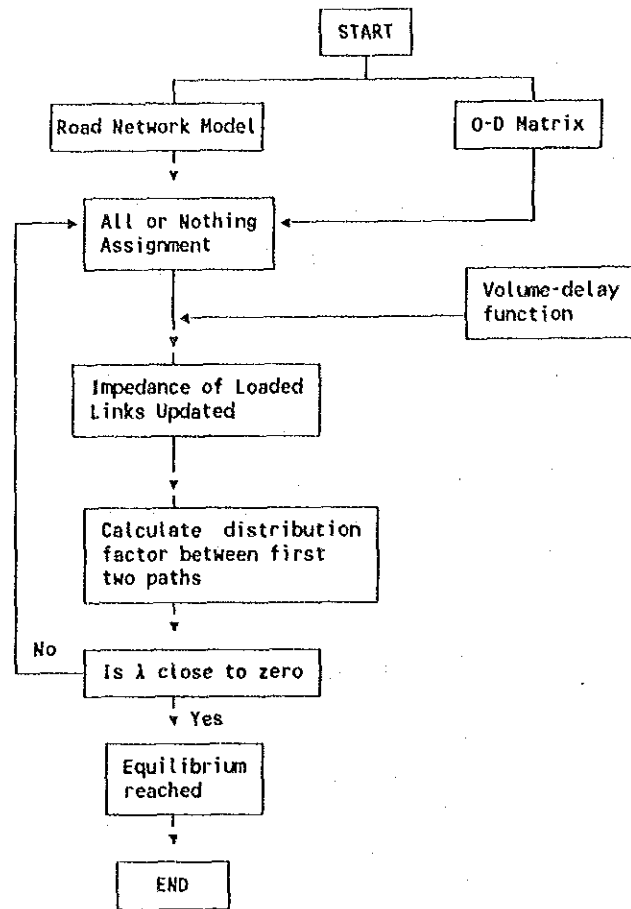 START
Road Network Model
O-D Matrix
All or Nothing
Assignment
Volume-delay
function
Impedance of Loaded
Links Updated
Calculate distribution
factor between first
two paths
No
Is λ close to zero
Yes
Equilibrium
reached
END